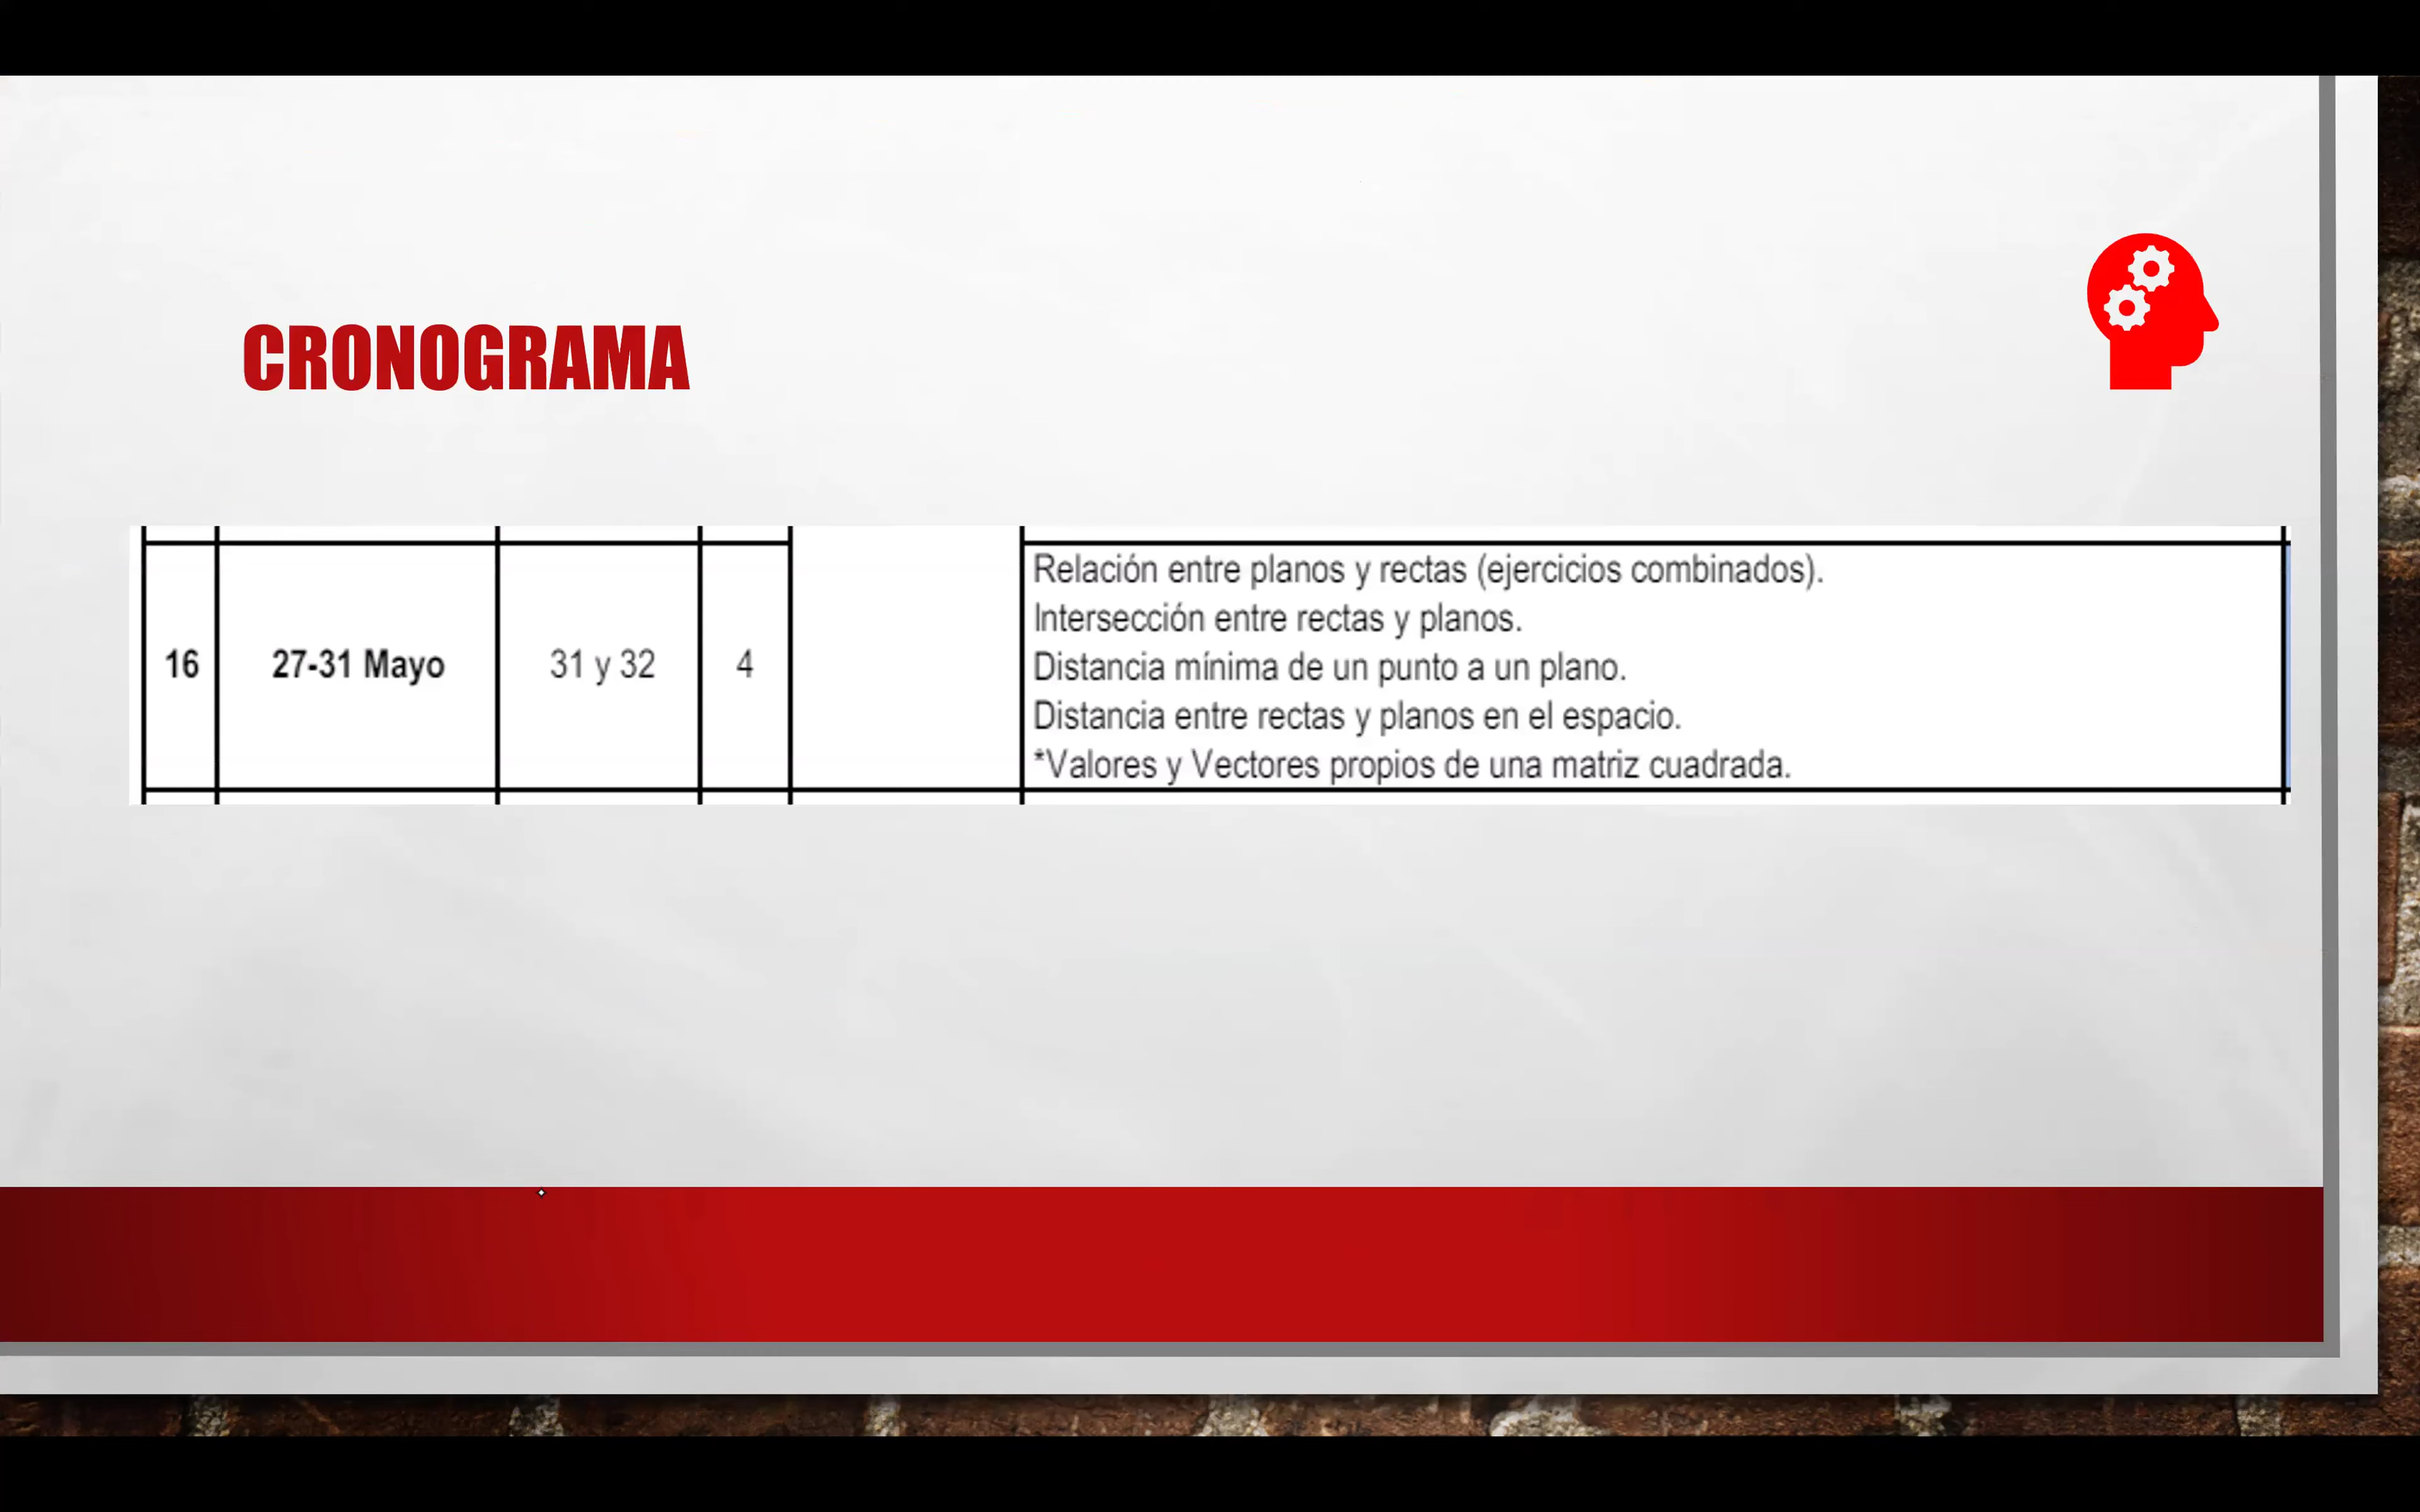 CRONOGRAMA
16
27-31 Mayo
31 y 32
4
Relación entre planos y rectas (ejercicios combinados).
Intersección entre rectas y planos.
Distancia mínima de un punto a un plano.
Distancia entre rectas y planos en el espacio.
*Valores y Vectores propios de una matriz cuadrada.